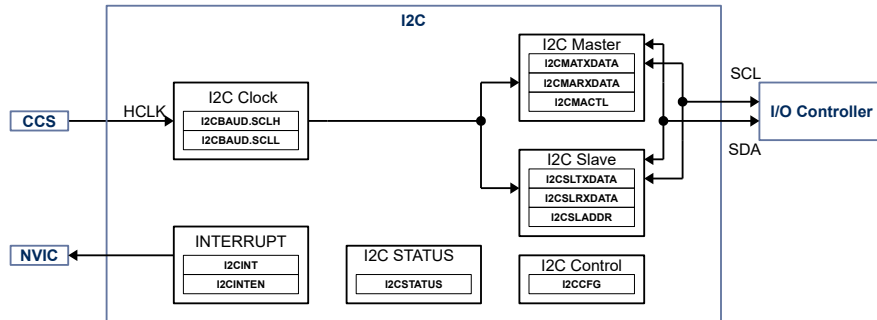 I2C
CCS
HCLK
I2C Clock
I2CBAUD.SCLH
I2CBAUD.SCLL
I2C Master
I2CMATXDATA
I2CMARXDATA
I2CMACTL
SCL
I/O Controller
SDA
I2C Slave
I2CSLTXDATA
I2CSLRXDATA
I2CSLADDR
NVIC
INTERRUPT
I2CINT
I2CINTEN
I2C STATUS
I2CSTATUS
I2C Control
I2CCFG